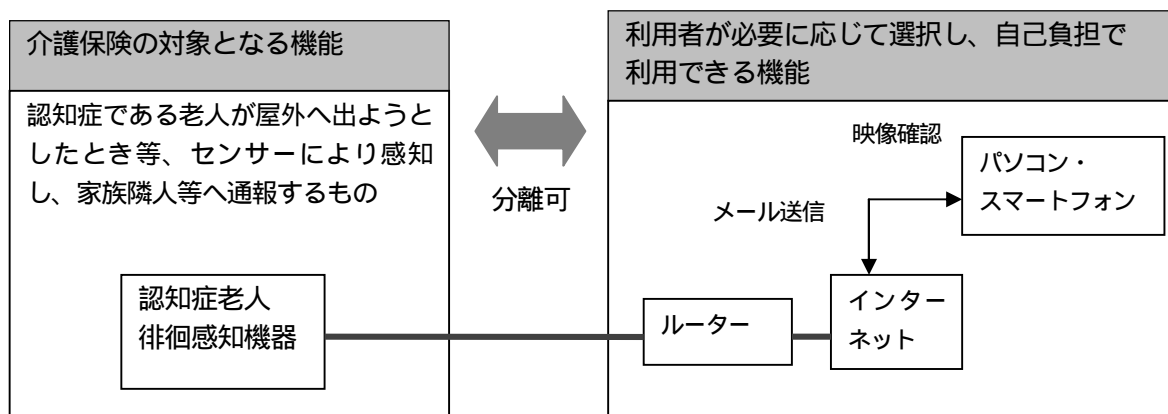 介護保険の対象となる機能
認知症である老人が屋外へ出ようと
したとき等、センサーにより感知
し、家族隣人等へ通報するもの
認知症老人
徘徊感知機器
分離可
利用者が必要に応じて選択し、自己負担で
利用できる機能
映像確認
パソコン・
スマートフォン
メール送信
ルーター
インター
ネット